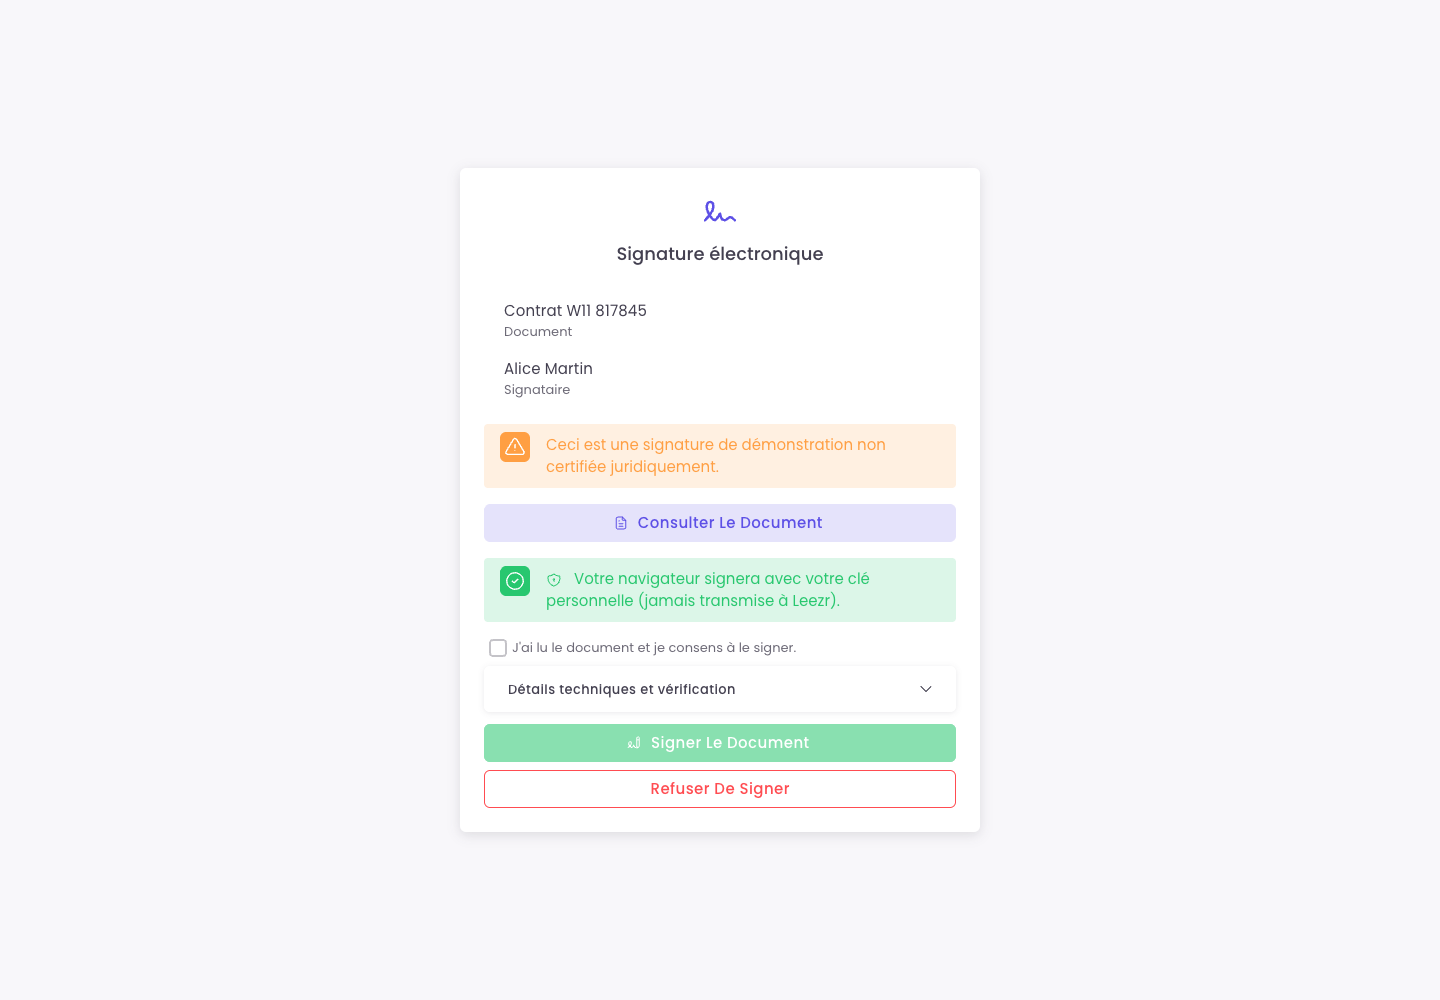 Signature électronique
Contrat W11 817845
Document
Alice Martin
Signataire
Ceci est une signature de démonstration non
certifiée juridiquement.
Consulter Le Document
Votre navigateur signera avec votre clé
personnelle (jamais transmise à Leezr).
J'ai lu le document et je consens à le signer.
Détails techniques et vérification
Signer Le Document
Refuser De Signer